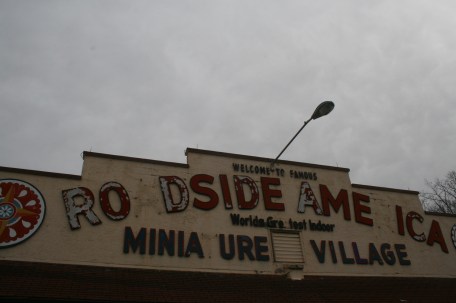 WELCOME TO FAMOUS
RO DSIDE AME ICA
Worlds Gre test Indoor
MINIA URE VILLAGE